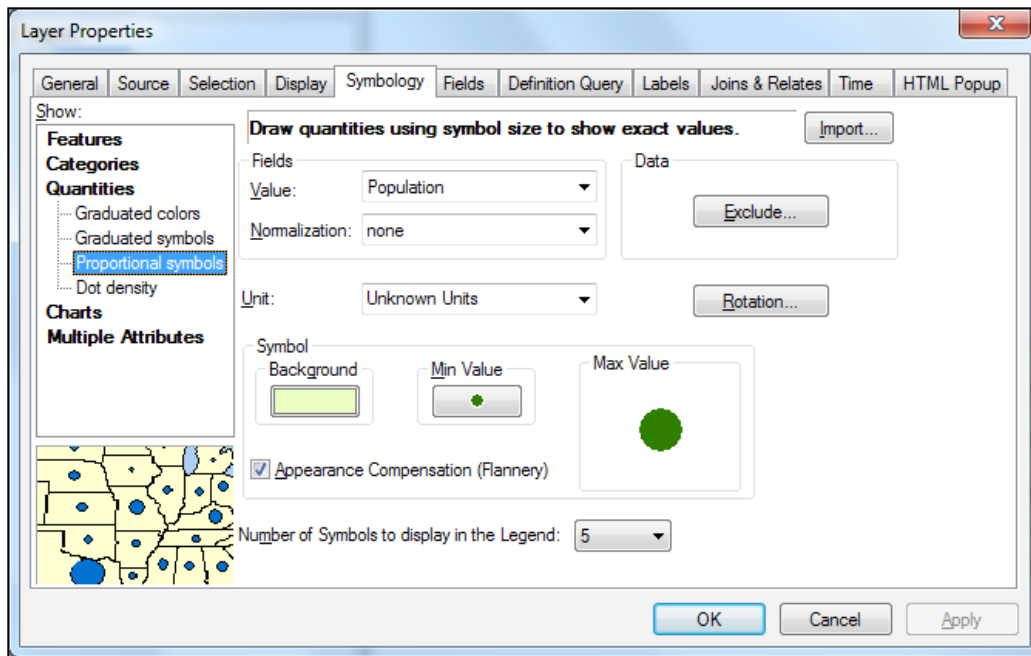 Layer Properties
X
General Source Selection Display Symbology Fields Definition Query Labels Joins & Relates Time HTML Popup
Show:
Features
Categories
Quantities
Graduated colors
Graduated symbols
Proportional symbols
Dot density
Charts
Multiple Attributes
Draw quantities using symbol size to show exact values.
Import...
Fields
Value: Population
Normalization: none
Data
Exclude...
Unit: Unknown Units
Rotation...
Symbol
Background
Min Value
Max Value
Appearance Compensation (Flannery)
Number of Symbols to display in the Legend: 5
OK Cancel Apply